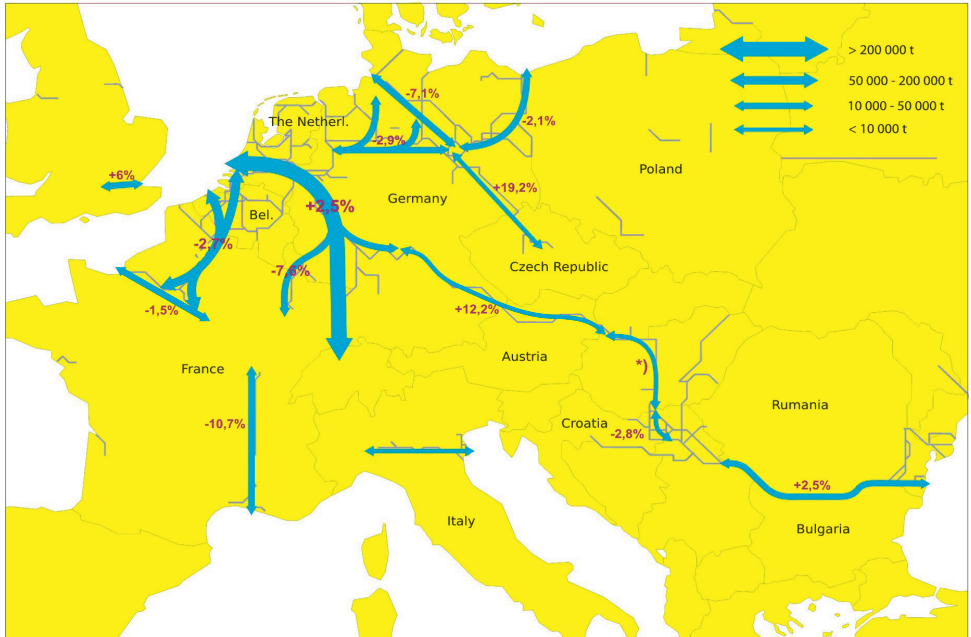 > 200 000 t
50 000 - 200 000 t
10 000 - 50 000 t
< 10 000 t
-7,1%
The Netherl.
-2,9%
-2,1%
Poland
+6%
Germany
+19,2%
+2,5%
Bel.
-2,7%
-7,6%
Czech Republic
-1,5%
+12,2%
Austria
*)
France
Rumania
-10,7%
Croatia
-2,8%
+2,5%
Italy
Bulgaria